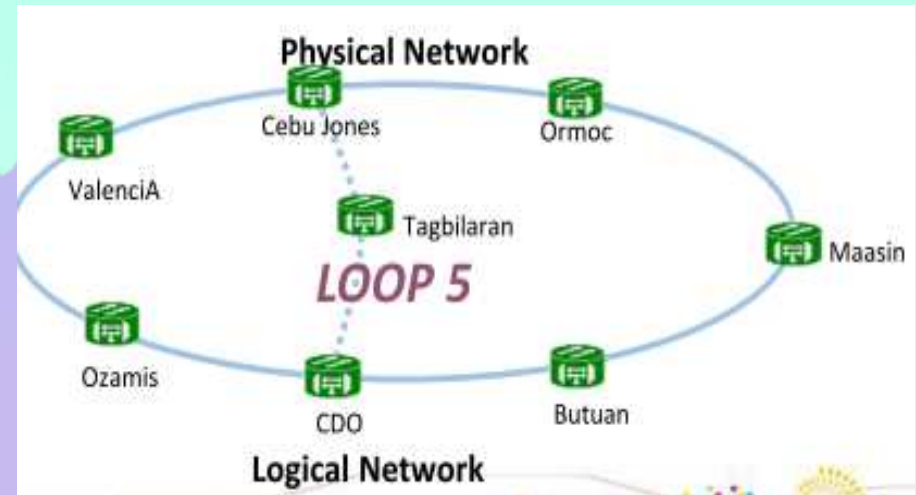 Physical Network
Cebu Jones
Ormoc
ValenciA
Tagbilaran
Maasin
LOOP 5
Ozamis
CDO
Butuan
Logical Network